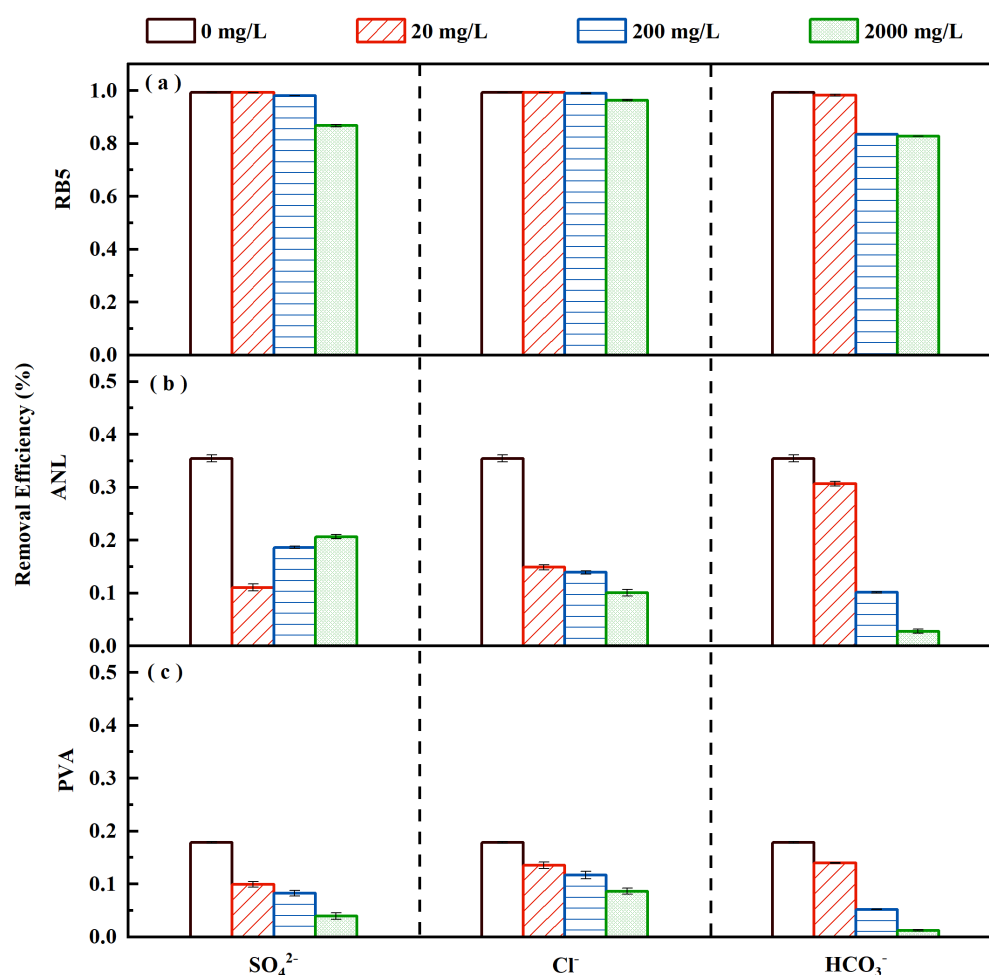 0 mg/L 20 mg/L 200 mg/L 2000 mg/L
Removal Efficiency (%)
( a )
RB5
1.0
0.8
0.6
0.4
0.2
0.0
( b )
ANL
0.5
0.4
0.3
0.2
0.1
0.0
( c )
PVA
0.5
0.4
0.3
0.2
0.1
0.0
SO₄²⁻ Cl⁻ HCO₃⁻